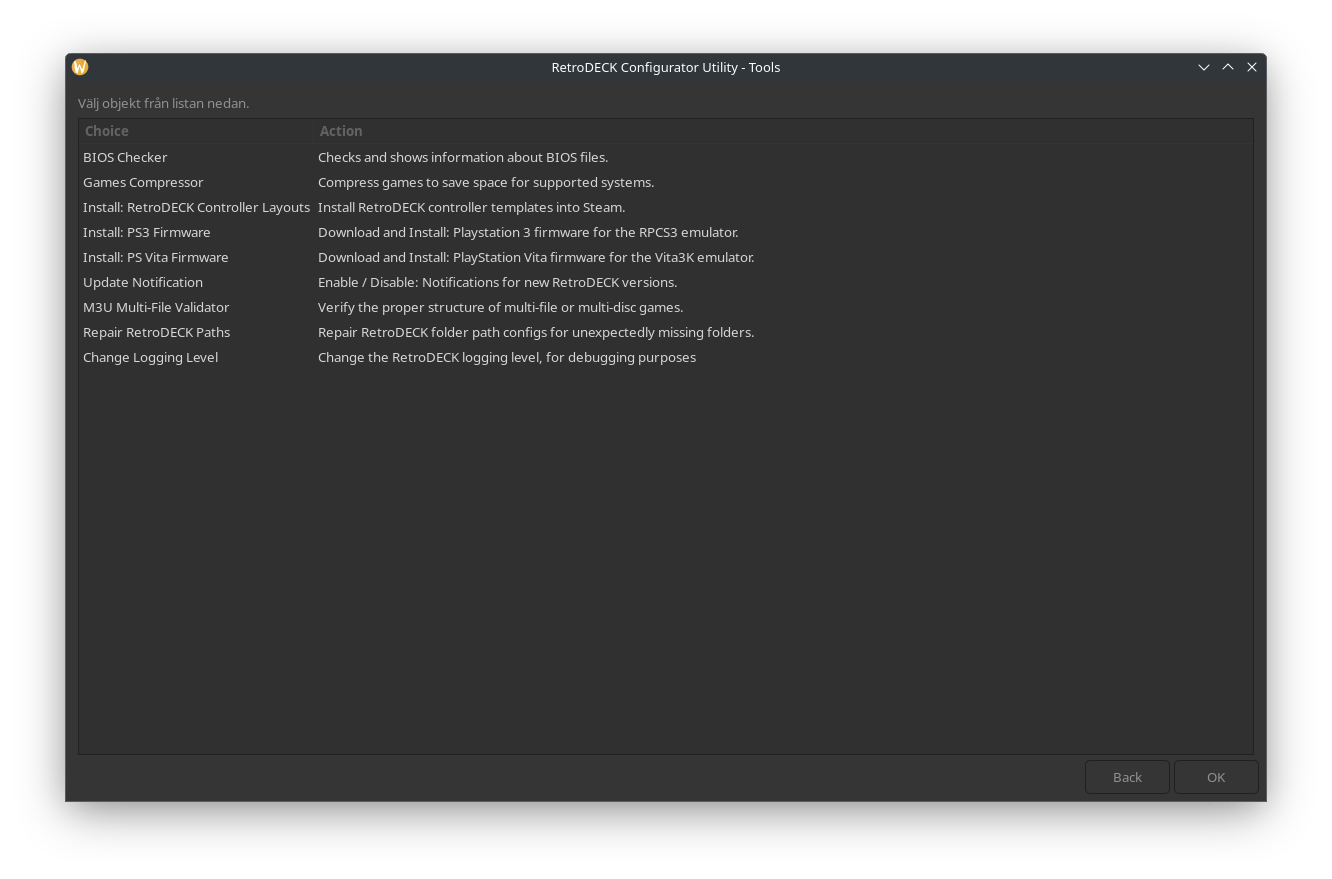 RetroDECK Configurator Utility - Tools
Välj objekt från listan nedan.
Choice Action
BIOS Checker Checks and shows information about BIOS files.
Games Compressor Compress games to save space for supported systems.
Install: RetroDECK Controller Layouts Install RetroDECK controller templates into Steam.
Install: PS3 Firmware Download and Install: Playstation 3 firmware for the RPCS3 emulator.
Install: PS Vita Firmware Download and Install: PlayStation Vita firmware for the Vita3K emulator.
Update Notification Enable / Disable: Notifications for new RetroDECK versions.
M3U Multi-File Validator Verify the proper structure of multi-file or multi-disc games.
Repair RetroDECK Paths Repair RetroDECK folder path configs for unexpectedly missing folders.
Change Logging Level Change the RetroDECK logging level, for debugging purposes
Back OK